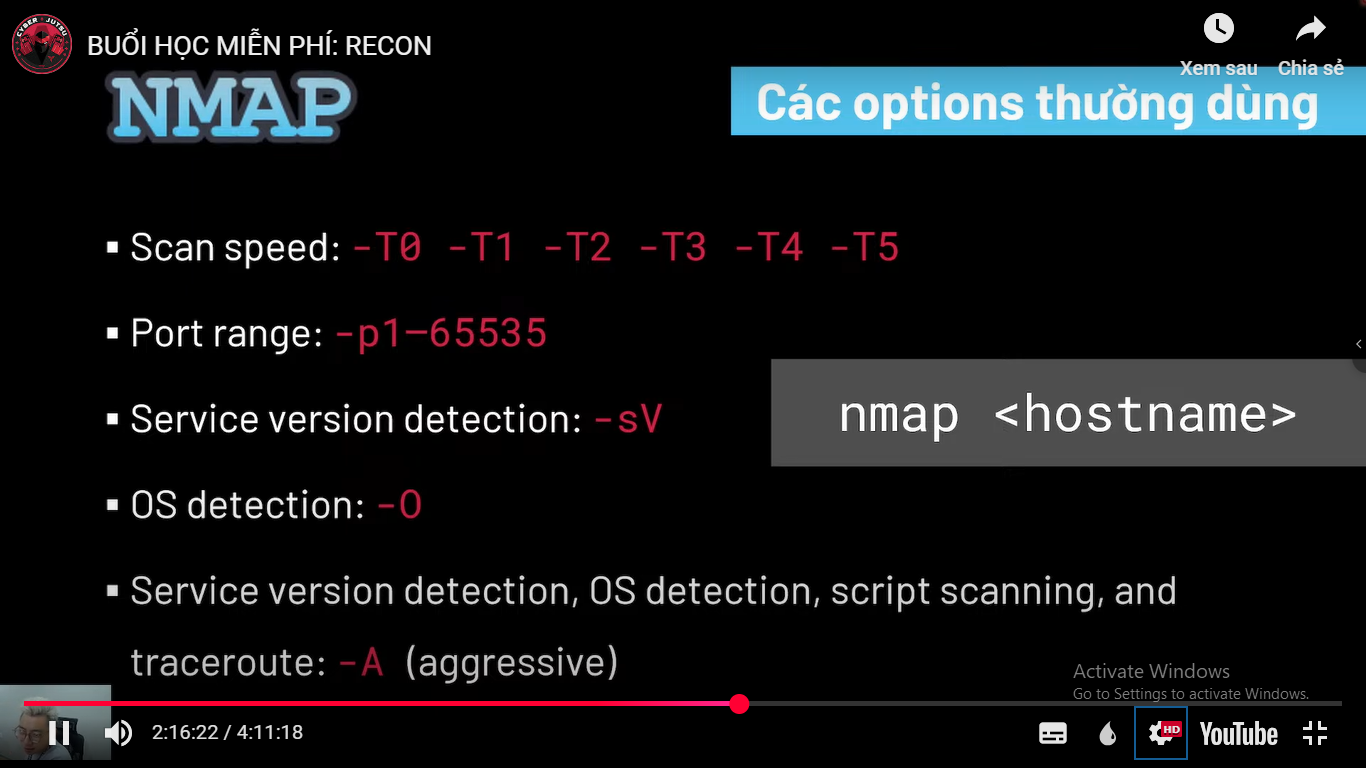 CYBER JUTSU
BUỔI HỌC MIỄN PHÍ: RECON
Xem sau
Chia sẻ
NMAP
Các options thường dùng
▪ Scan speed: -T0 -T1 -T2 -T3 -T4 -T5
▪ Port range: -p1–65535
▪ Service version detection: -sV
nmap <hostname>
▪ OS detection: -O
▪ Service version detection, OS detection, script scanning, and
traceroute: -A (aggressive)
Activate Windows
Go to Settings to activate Windows.
2:16:22 / 4:11:18
HD
YouTube